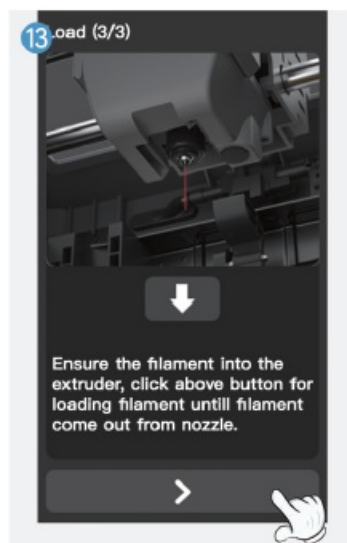 13
Load (3/3)
Ensure the filament into the
extruder, click above button for
loading filament untill filament
come out from nozzle.